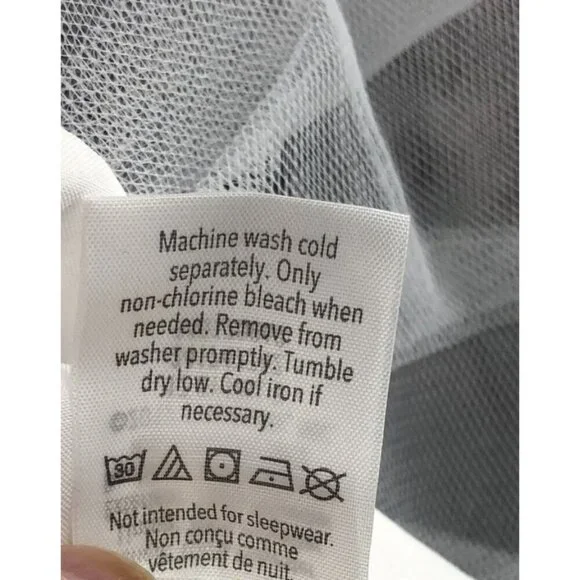 Machine wash cold
separately. Only
non-chlorine bleach when
needed. Remove from
washer promptly. Tumble
dry low. Cool iron if
necessary.
30
Not intended for sleepwear.
Non conçu comme
vêtement de nuit.